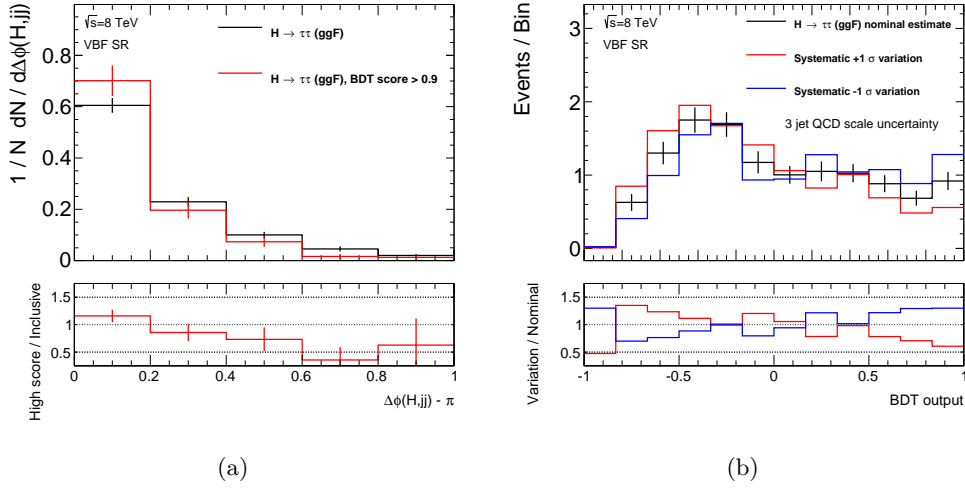 1 / N dN / dΔϕ(H,jj)
√s=8 TeV
VBF SR
H → ττ (ggF)
H → ττ (ggF), BDT score > 0.9
0.8
0.6
0.4
0.2
0
High score / Inclusive
1.5
1.0
0.5
0 0.2 0.4 0.6 0.8 1
Δϕ(H,jj) - π
(a)
Events / Bin
√s=8 TeV
VBF SR
H → ττ (ggF) nominal estimate
Systematic +1 σ variation
Systematic -1 σ variation
3 jet QCD scale uncertainty
3
2
1
0
Variation / Nominal
1.5
1
0.5
-1 -0.5 0 0.5 1
BDT output
(b)